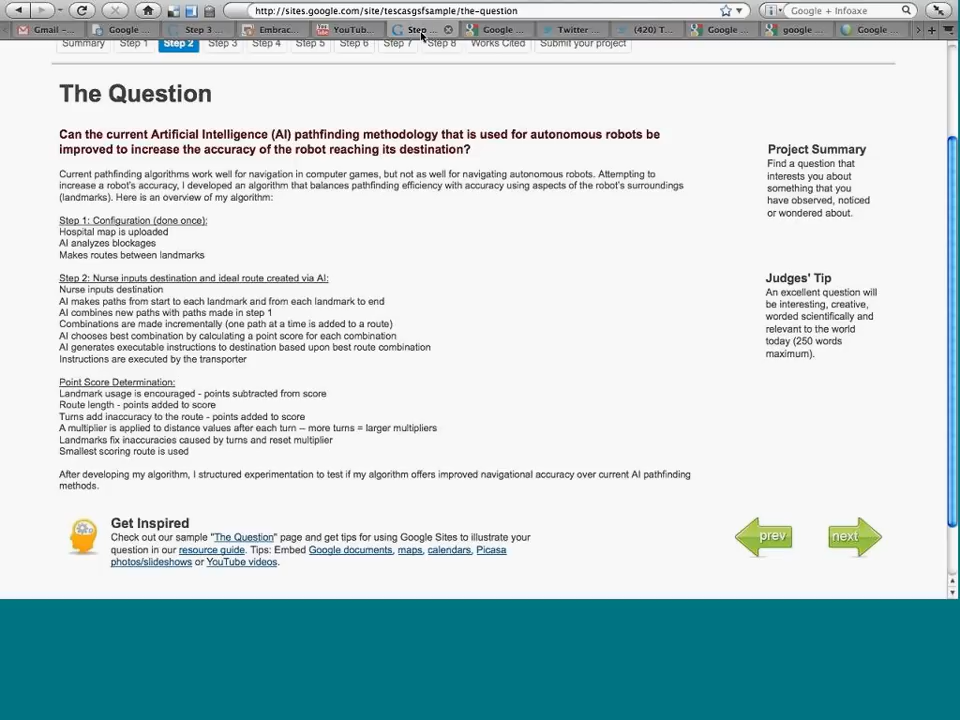 http://sites.google.com/site/tescasgsfsample/the-question
Google + Infoaxe
Gmail –
Google ...
Step 3 ...
Embrac...
YouTub...
Step ...
Google ...
Twitter ...
(420) T...
Google ...
google ...
Google ...
Summary Step 1 Step 2 Step 3 Step 4 Step 5 Step 6 Step 7 Step 8 Works Cited Submit your project
The Question
Can the current Artificial Intelligence (AI) pathfinding methodology that is used for autonomous robots be
improved to increase the accuracy of the robot reaching its destination?
Current pathfinding algorithms work well for navigation in computer games, but not as well for navigating autonomous robots. Attempting to
increase a robot's accuracy, I developed an algorithm that balances pathfinding efficiency with accuracy using aspects of the robot's surroundings
(landmarks). Here is an overview of my algorithm:
Step 1: Configuration (done once):
Hospital map is uploaded
AI analyzes blockages
Makes routes between landmarks
Step 2: Nurse inputs destination and ideal route created via AI:
Nurse inputs destination
AI makes paths from start to each landmark and from each landmark to end
AI combines new paths with paths made in step 1
Combinations are made incrementally (one path at a time is added to a route)
AI chooses best combination by calculating a point score for each combination
AI generates executable instructions to destination based upon best route combination
Instructions are executed by the transporter
Point Score Determination:
Landmark usage is encouraged - points subtracted from score
Route length - points added to score
Turns add inaccuracy to the route - points added to score
A multiplier is applied to distance values after each turn – more turns = larger multipliers
Landmarks fix inaccuracies caused by turns and reset multiplier
Smallest scoring route is used
After developing my algorithm, I structured experimentation to test if my algorithm offers improved navigational accuracy over current AI pathfinding
methods.
Project Summary
Find a question that
interests you about
something that you
have observed, noticed
or wondered about.
Judges' Tip
An excellent question will
be interesting, creative,
worded scientifically and
relevant to the world
today (250 words
maximum).
Get Inspired
Check out our sample "The Question" page and get tips for using Google Sites to illustrate your
question in our resource guide. Tips: Embed Google documents, maps, calendars, Picasa
photos/slideshows or YouTube videos.
prev
next